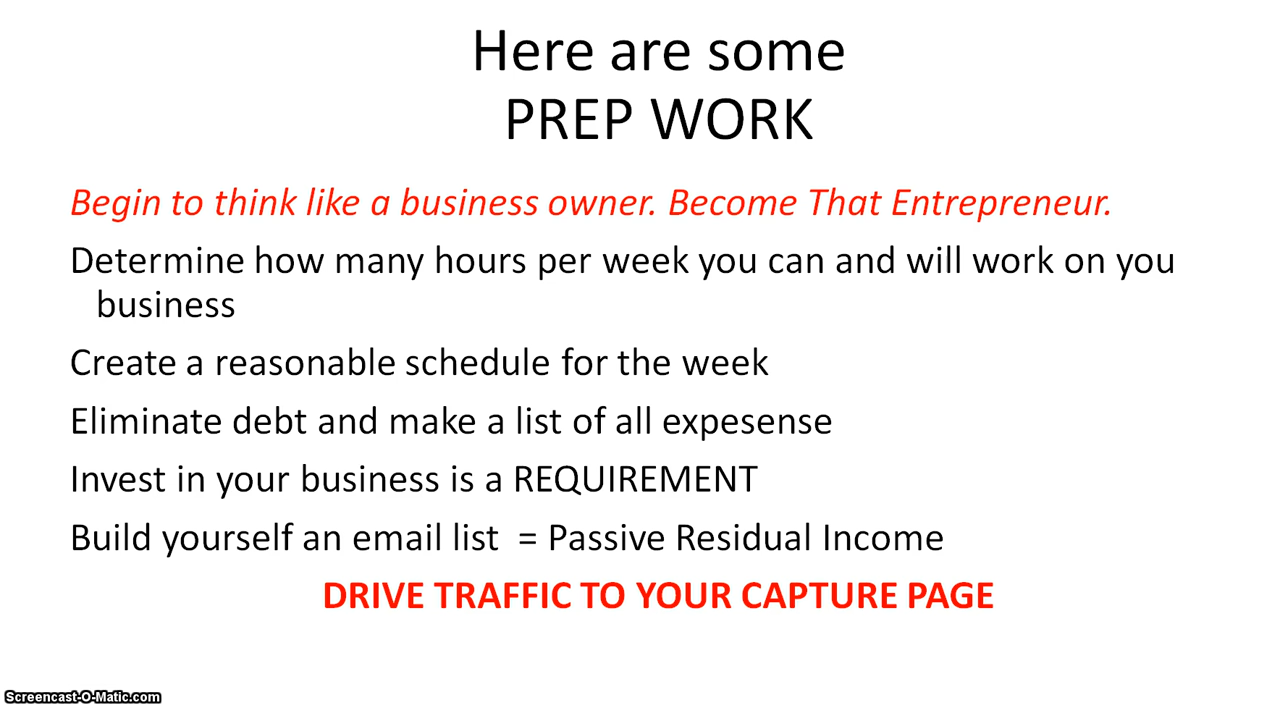 Here are some
PREP WORK
Begin to think like a business owner. Become That Entrepreneur.
Determine how many hours per week you can and will work on you
business
Create a reasonable schedule for the week
Eliminate debt and make a list of all expesense
Invest in your business is a REQUIREMENT
Build yourself an email list  = Passive Residual Income
DRIVE TRAFFIC TO YOUR CAPTURE PAGE
Screencast-O-Matic.com